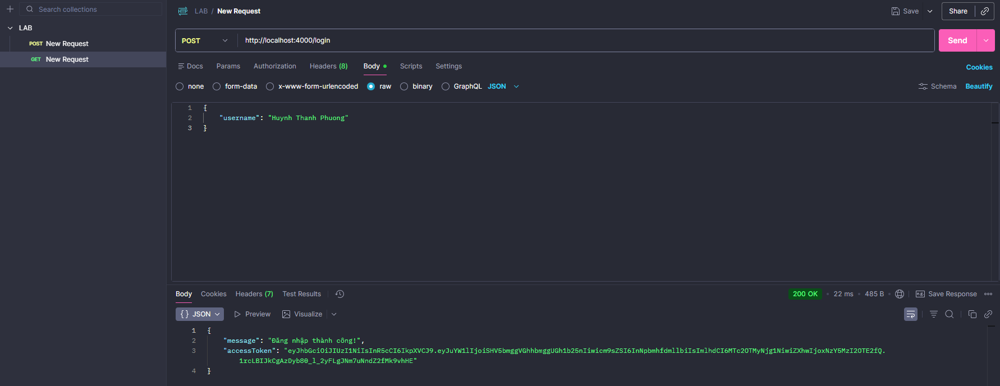 Search collections
LAB
POST New Request
GET New Request
HTTP LAB / New Request
Save
Share
POST
http://localhost:4000/login
Send
Docs
Params
Authorization
Headers (8)
Body
Scripts
Settings
Cookies
none
form-data
x-www-form-urlencoded
raw
binary
GraphQL
JSON
Schema
Beautify
1 {
2 "username": "Huynh Thanh Phuong"
3 }
Body
Cookies
Headers (7)
Test Results
200 OK
22 ms
485 B
e.g. Save Response
{} JSON
Preview
Visualize
1 {
2 "message": "Đăng nhập thành công!",
3 "accessToken": "eyJhbGciOiJIUzI1NiIsInR5cCI6IkpXVCJ9.eyJuYW1lIjoiSHV5bmggVGhhbmggUGh1b25nIiwicm9sZSI6InNpbmhfdmllbiIsImlhdCI6MTc2OTMyNjg1NiwiZXhwIjoxNzY5MzI2OTE2fQ.
1rcLBIJkCgAzDyb80_l_2yFLgJNm7uNndZ2fMk9vhHE"
4 }